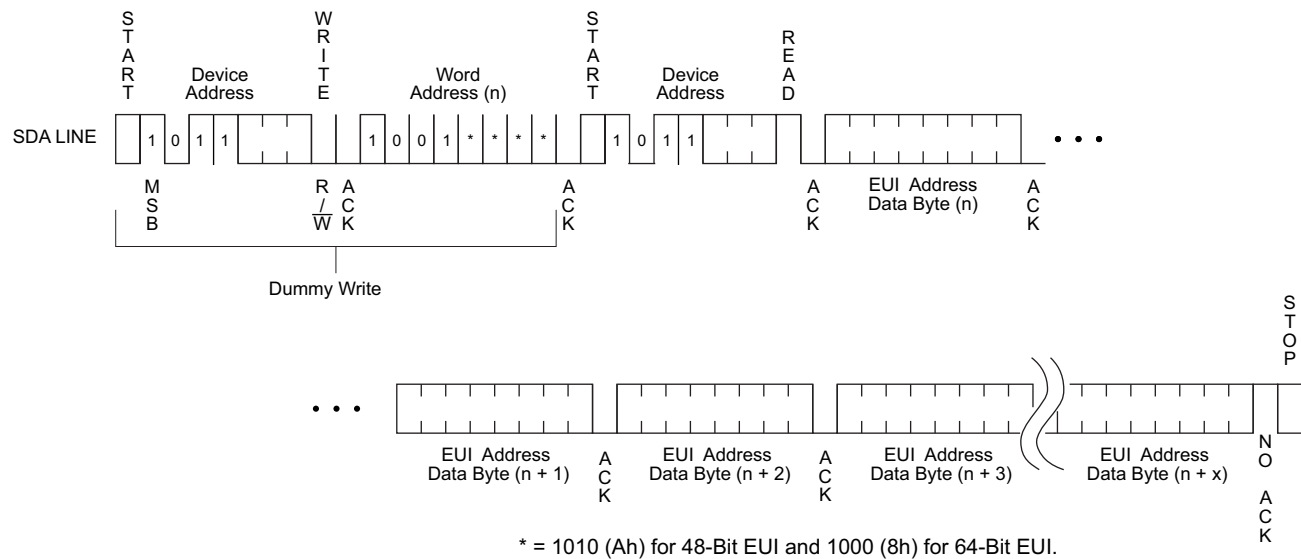 START
WRITE
START
READ
Device
Address
Word
Address (n)
Device
Address
SDA LINE
1 0 1 1
1 0 0 1 * * * *
1 0 1 1
• • •
MSB
R/W
ACK
ACK
ACK
EUI Address
Data Byte (n)
ACK
Dummy Write
STOP
• • •
EUI Address
Data Byte (n + 1)
ACK
EUI Address
Data Byte (n + 2)
ACK
EUI Address
Data Byte (n + 3)
EUI Address
Data Byte (n + x)
NO ACK
* = 1010 (Ah) for 48-Bit EUI and 1000 (8h) for 64-Bit EUI.